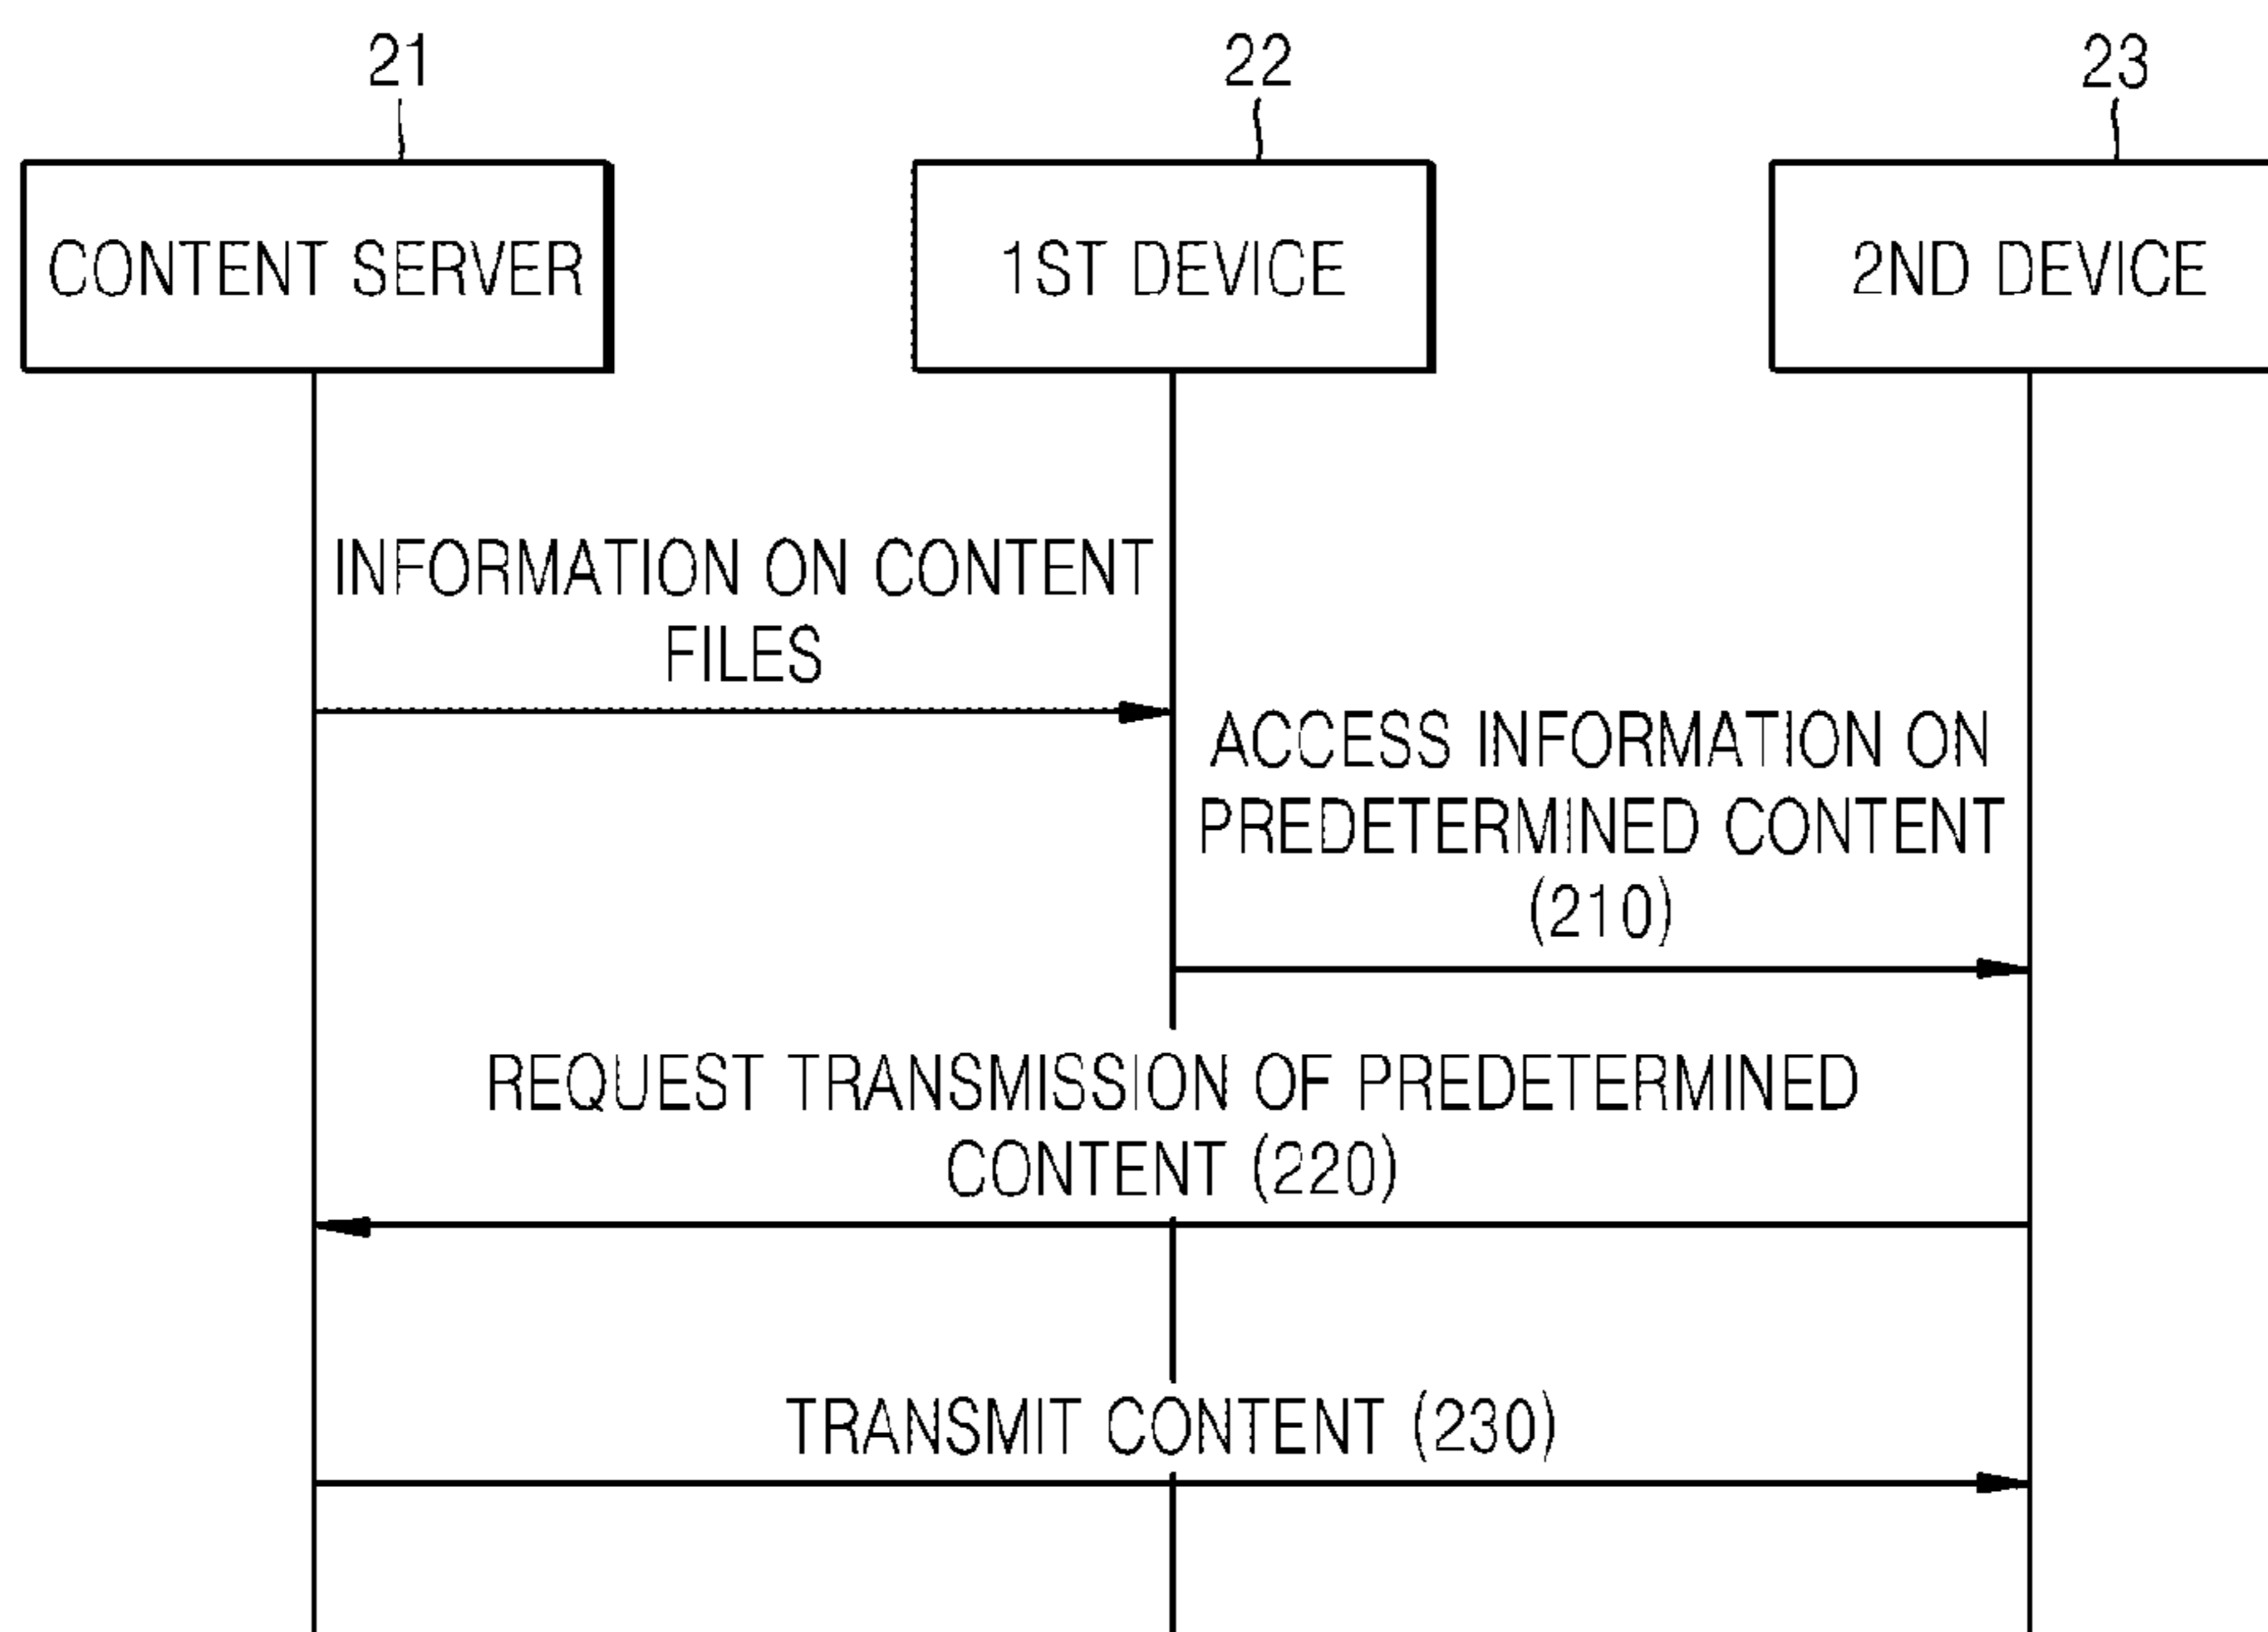 21
22
23
CONTENT SERVER
1ST DEVICE
2ND DEVICE
INFORMATION ON CONTENT
FILES
ACCESS INFORMATION ON
PREDETERMINED CONTENT
(210)
REQUEST TRANSMISSION OF PREDETERMINED
CONTENT (220)
TRANSMIT CONTENT (230)